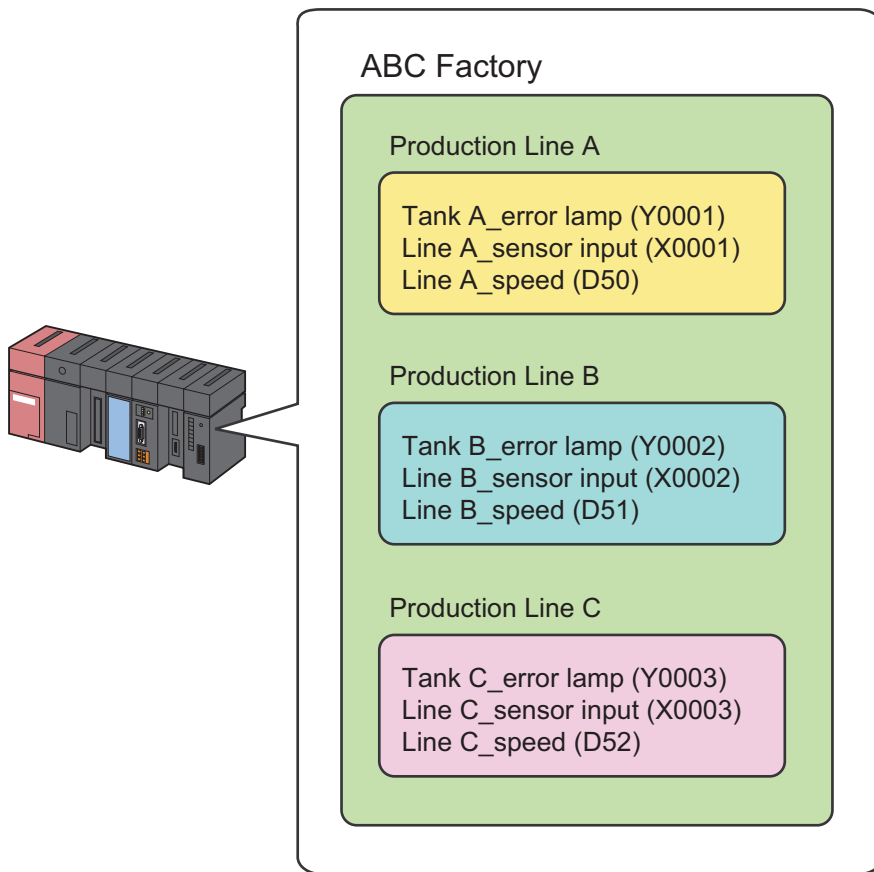 ABC Factory
Production Line A
Tank A_error lamp (Y0001)
Line A_sensor input (X0001)
Line A_speed (D50)
Production Line B
Tank B_error lamp (Y0002)
Line B_sensor input (X0002)
Line B_speed (D51)
Production Line C
Tank C_error lamp (Y0003)
Line C_sensor input (X0003)
Line C_speed (D52)